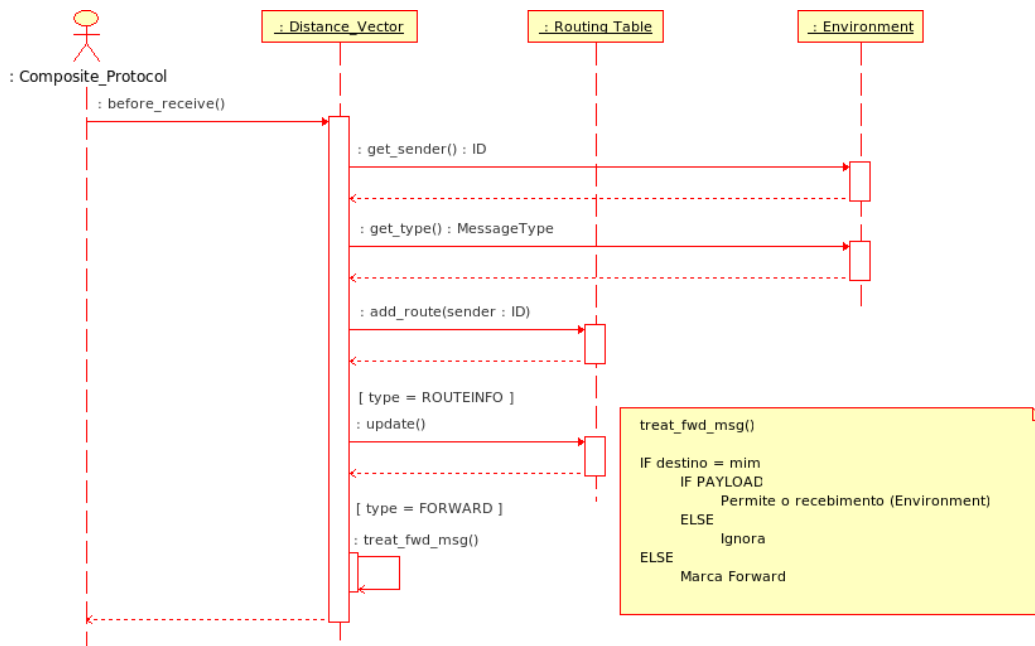 : Distance_Vector
: Routing Table
: Environment
: Composite_Protocol
: before_receive()
: get_sender() : ID
: get_type() : MessageType
: add_route(sender : ID)
[ type = ROUTEINFO ]
: update()
[ type = FORWARD ]
: treat_fwd_msg()
treat_fwd_msg()
IF destino = mim
IF PAYLOAD
Permite o recebimento (Environment)
ELSE
Ignora
ELSE
Marca Forward